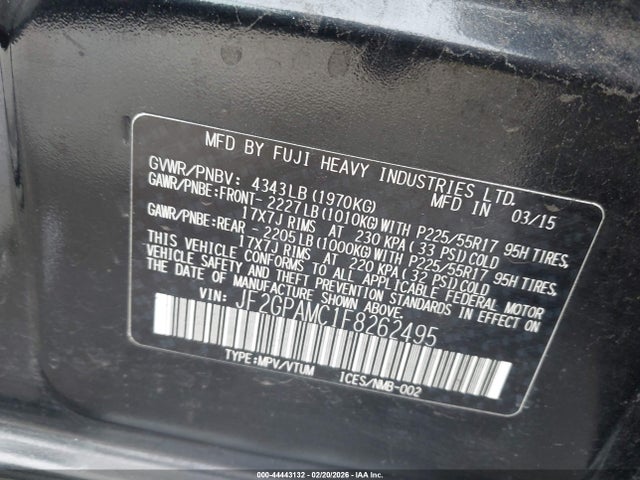 MFD BY FUJI HEAVY INDUSTRIES LTD.
GVWR/PNBV: 4343LB(1970KG) MFD IN 03/15
GAWR/PNBE:FRONT- 2227LB(1010KG)WITH P225/55R17 95H TIRES,
17x7J RIMS AT 230 KPA(33 PSI)COLD
GAWR/PNBE:REAR - 2205LB(1000KG)WITH P225/55R17 95H TIRES,
17x7J RIMS AT 220 KPA(32 PSI)COLD
THIS VEHICLE CONFORMS TO ALL APPLICABLE FEDERAL MOTOR
VEHICLE SAFETY AND THEFT PREVENTION STANDARDS IN EFFECT ON
THE DATE OF MANUFACTURE SHOWN ABOVE.
VIN: JF2GPAMC1F8262495
TYPE:MPV/VTUM ICES/NMB-002
000-44443132 - 02/20/2026 - IAA Inc.